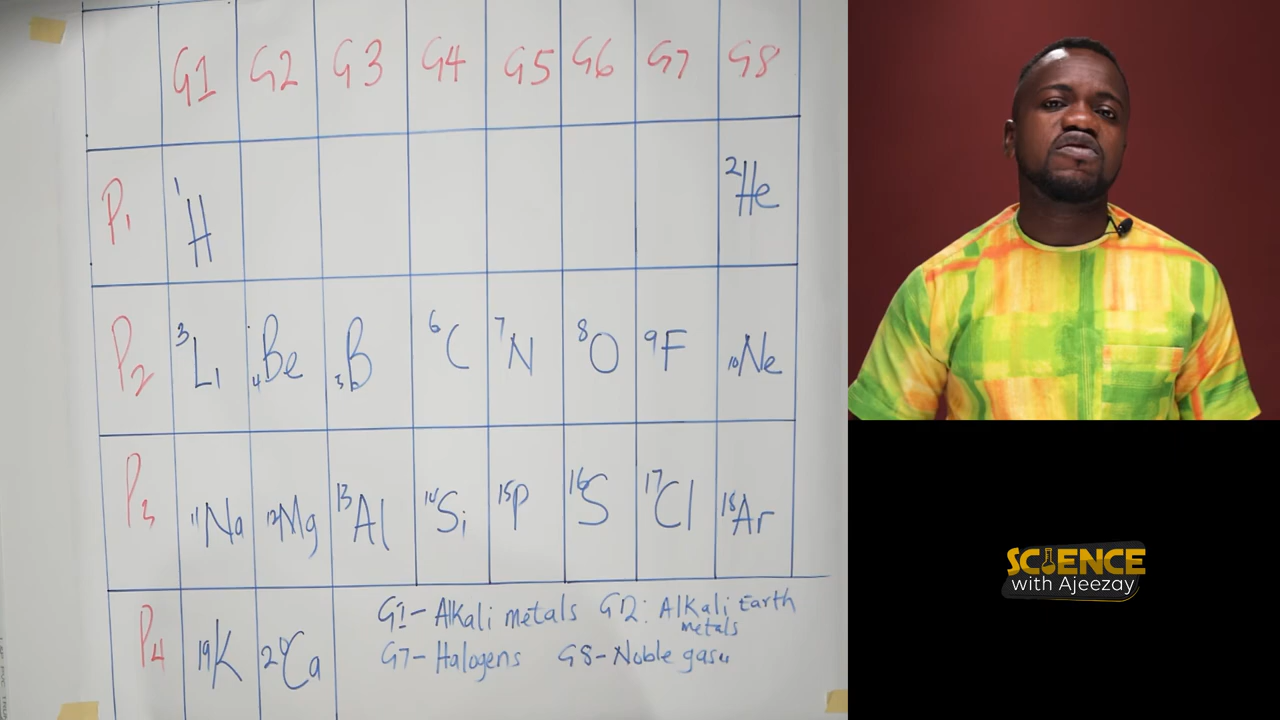 G1 G2 G3 G4 G5 G6 G7 G8
P1 1H 2He
P2 3Li 4Be 5B 6C 7N 8O 9F 10Ne
P3 11Na 12Mg 13Al 14Si 15P 16S 17Cl 18Ar
P4 19K 20Ca
G1- Alkali metals G2: Alkali Earth
metals
G7- Halogens G8- Noble gases
SCIENCE
with Ajeezay